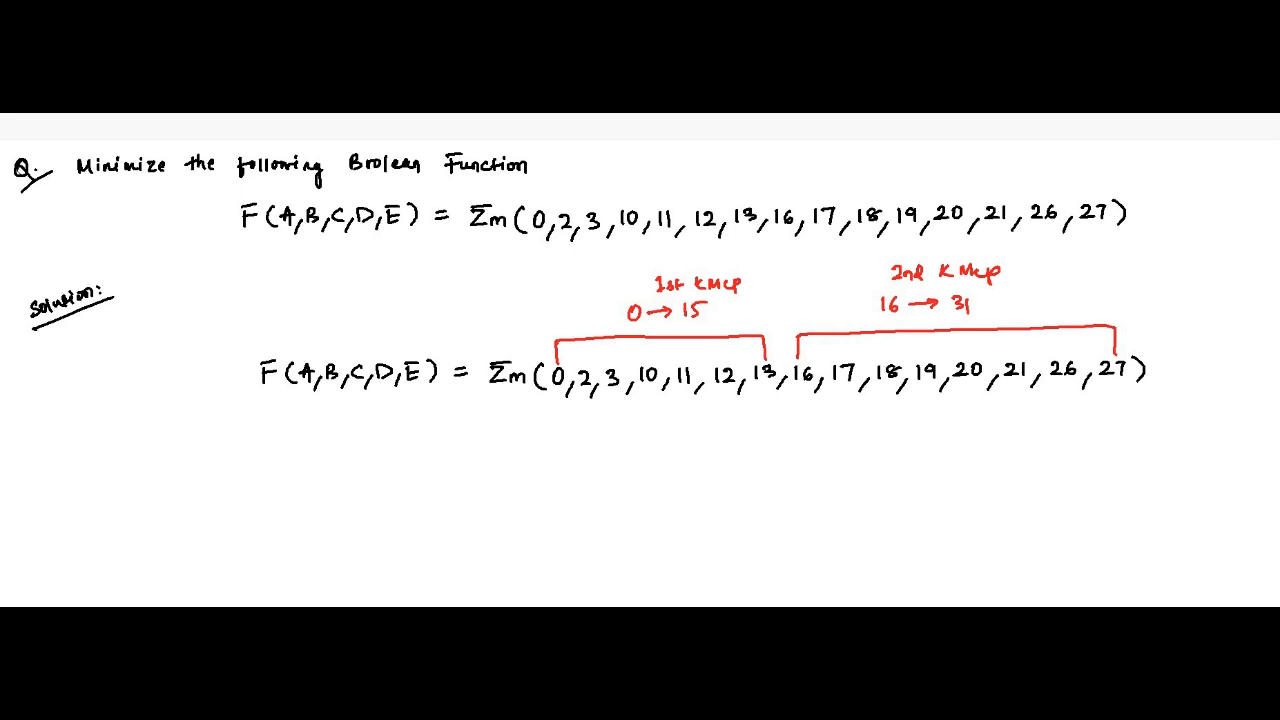 Q. Minimize the following Boolean Function
F(A,B,C,D,E) = Σm(0,2,3,10,11,12,13,16,17,18,19,20,21,26,27)
Solution:
1st KMap
0→15
2nd KMap
16→31
F(A,B,C,D,E) = Σm(0,2,3,10,11,12,13,16,17,18,19,20,21,26,27)